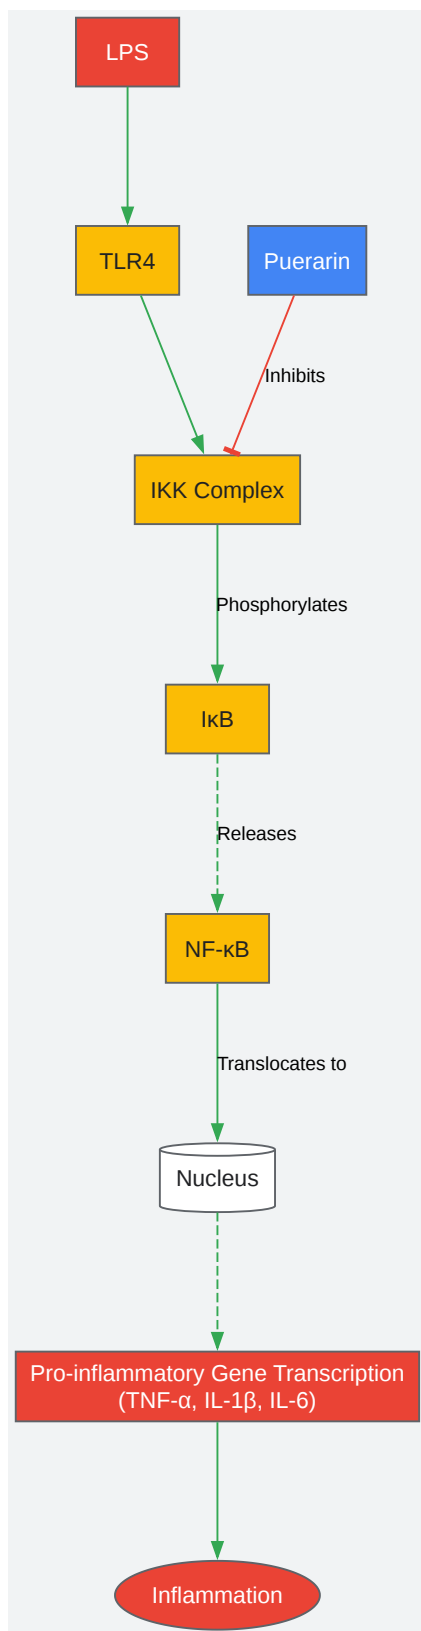 LPS
TLR4
Puerarin
Inhibits
IKK Complex
Phosphorylates
IκB
Releases
NF-κB
Translocates to
Nucleus
Pro-inflammatory Gene Transcription
(TNF-α, IL-1β, IL-6)
Inflammation